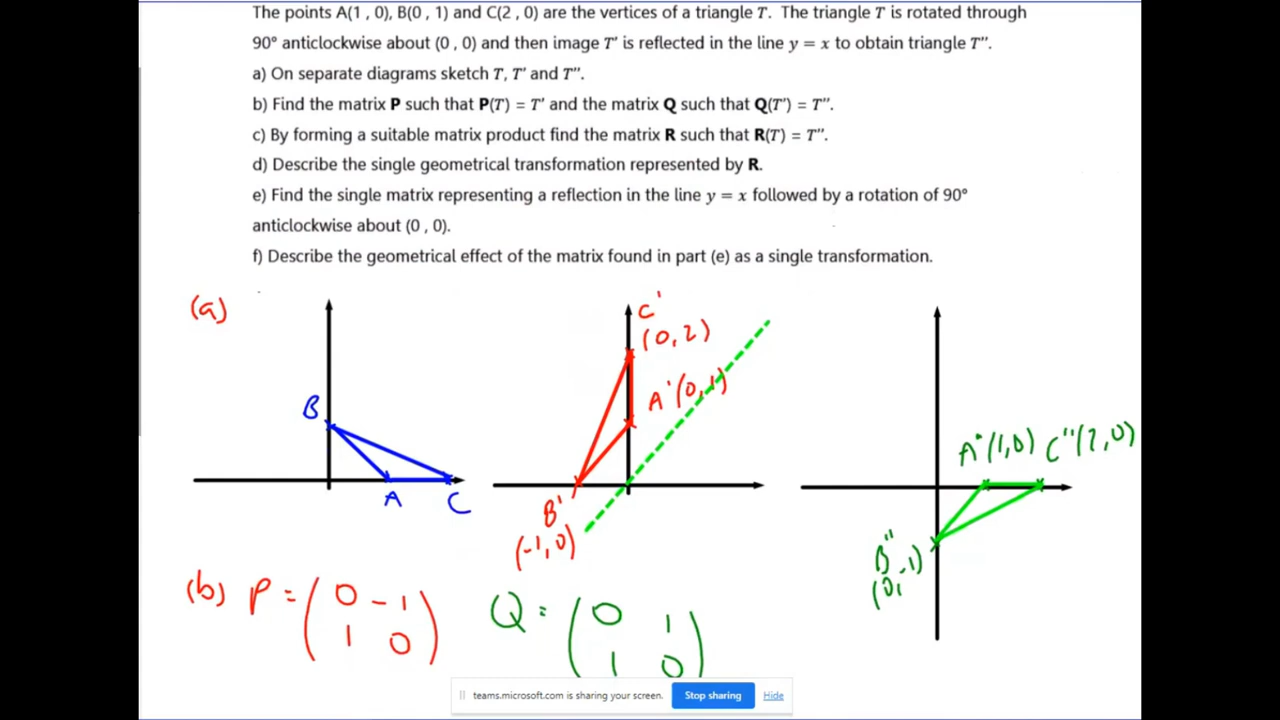 The points A(1 , 0), B(0 , 1) and C(2 , 0) are the vertices of a triangle T. The triangle T is rotated through
90° anticlockwise about (0 , 0) and then image T' is reflected in the line y = x to obtain triangle T''.
a) On separate diagrams sketch T, T' and T''.
b) Find the matrix P such that P(T) = T' and the matrix Q such that Q(T') = T''.
c) By forming a suitable matrix product find the matrix R such that R(T) = T''.
d) Describe the single geometrical transformation represented by R.
e) Find the single matrix representing a reflection in the line y = x followed by a rotation of 90°
anticlockwise about (0 , 0).
f) Describe the geometrical effect of the matrix found in part (e) as a single transformation.
(a)
B
A
C
C'
(0,2)
A'(0,1)
B'
(-1,0)
A''(1,0) C''(2,0)
B''
(0,-1)
(b) P = (0 -1
1 0)
Q = (0 1
1 0)
teams.microsoft.com is sharing your screen. Stop sharing Hide